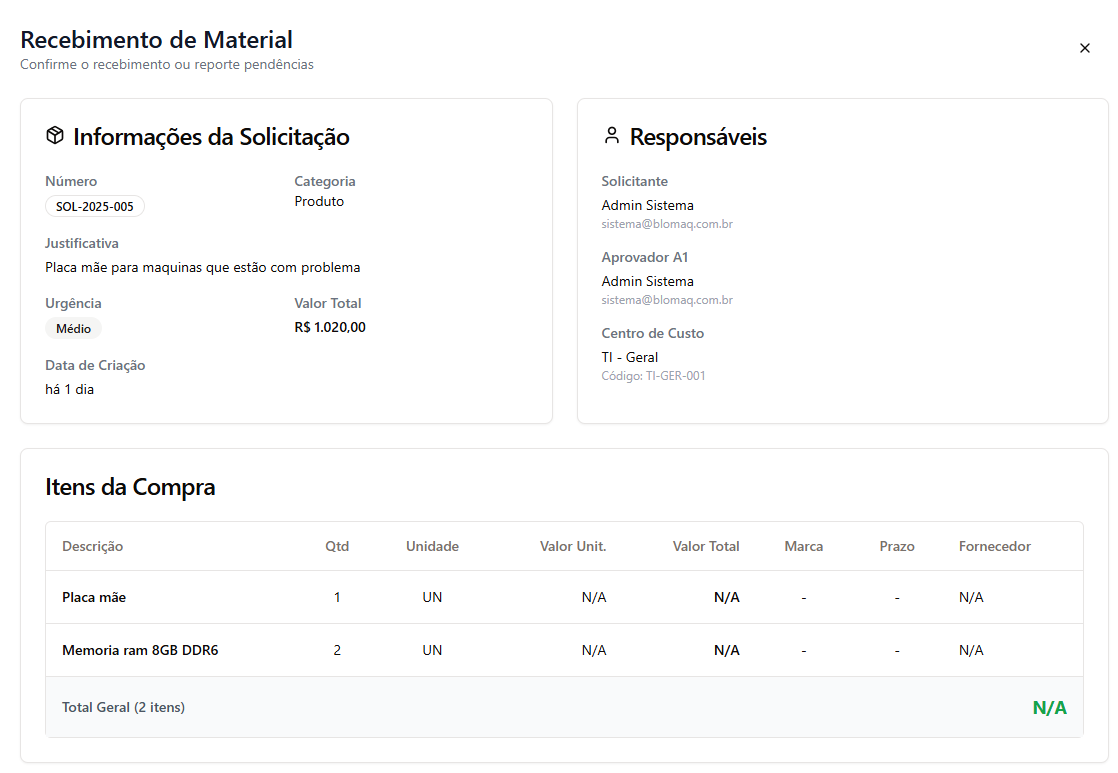 Recebimento de Material
Confirme o recebimento ou reporte pendências
Informações da Solicitação
Número
Categoria
SOL-2025-005
Produto
Justificativa
Placa mãe para maquinas que estão com problema
Urgência
Valor Total
Médio
R$ 1.020,00
Data de Criação
há 1 dia
Responsáveis
Solicitante
Admin Sistema
sistema@blomaq.com.br
Aprovador A1
Admin Sistema
sistema@blomaq.com.br
Centro de Custo
TI - Geral
Código: TI-GER-001
Itens da Compra
Descrição Qtd Unidade Valor Unit. Valor Total Marca Prazo Fornecedor
Placa mãe 1 UN N/A N/A - - N/A
Memoria ram 8GB DDR6 2 UN N/A N/A - - N/A
Total Geral (2 itens) N/A